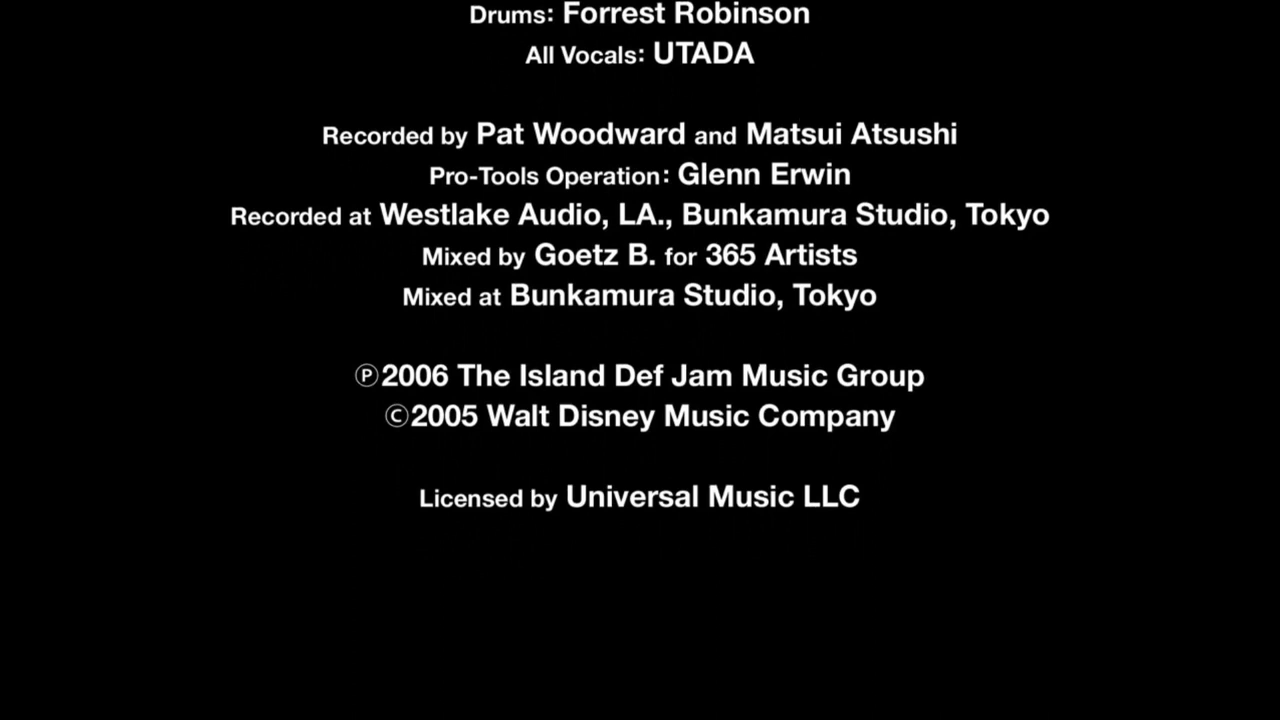 Drums: Forrest Robinson
All Vocals: UTADA
Recorded by Pat Woodward and Matsui Atsushi
Pro-Tools Operation: Glenn Erwin
Recorded at Westlake Audio, LA., Bunkamura Studio, Tokyo
Mixed by Goetz B. for 365 Artists
Mixed at Bunkamura Studio, Tokyo
Ⓟ2006 The Island Def Jam Music Group
Ⓒ2005 Walt Disney Music Company
Licensed by Universal Music LLC